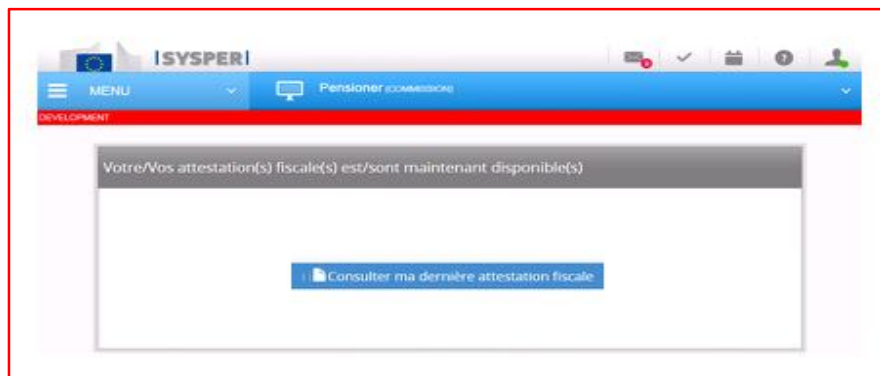 |SYSPER|
MENU
Pensioner (COMMISSION)
DEVELOPMENT
Votre/Vos attestation(s) fiscale(s) est/sont maintenant disponible(s)
Consulter ma dernière attestation fiscale